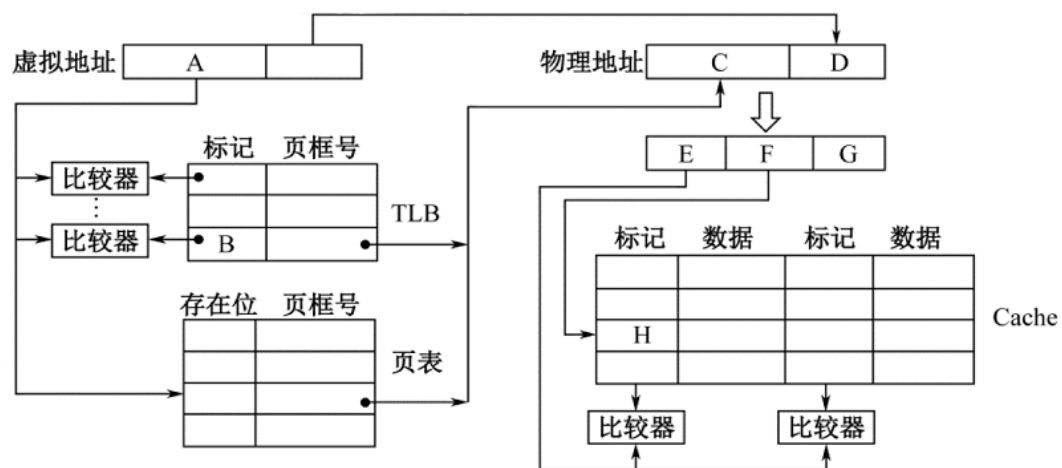 虚拟地址 A
物理地址 C D
E F G
标记 页框号
比较器
⋮
比较器
B
TLB
标记 数据 标记 数据
H
Cache
存在位 页框号
页表
比较器 比较器